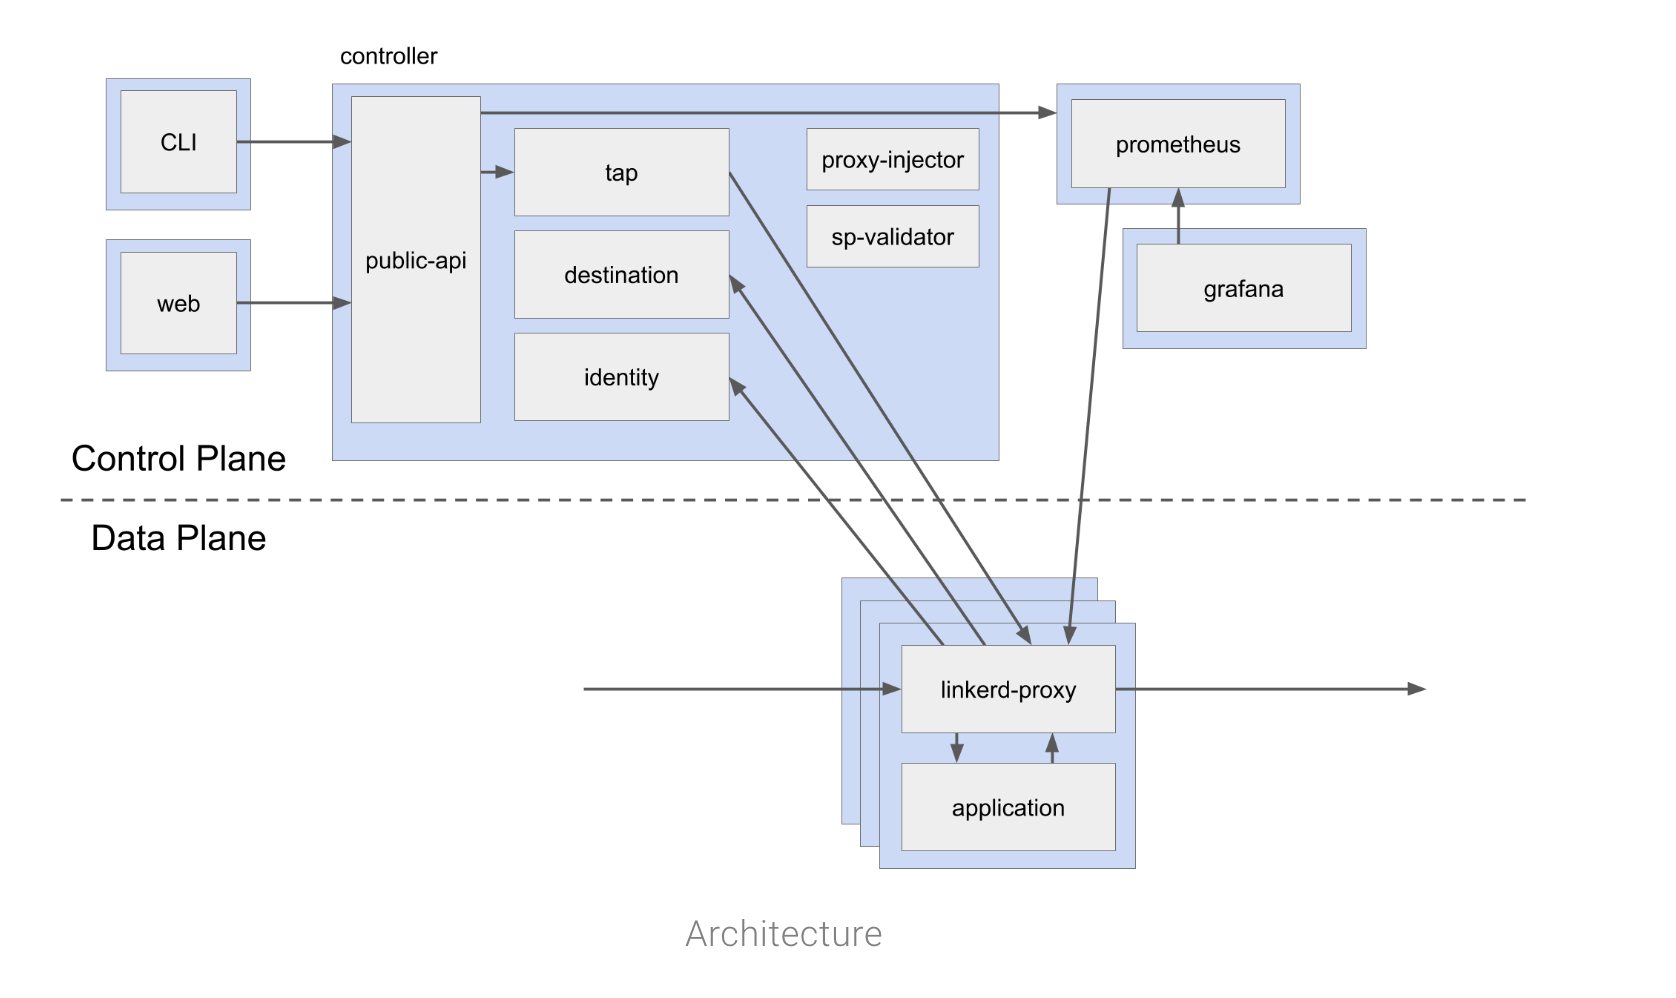 controller
CLI
web
public-api
tap
destination
identity
proxy-injector
sp-validator
prometheus
grafana
Control Plane
Data Plane
linkerd-proxy
application
Architecture